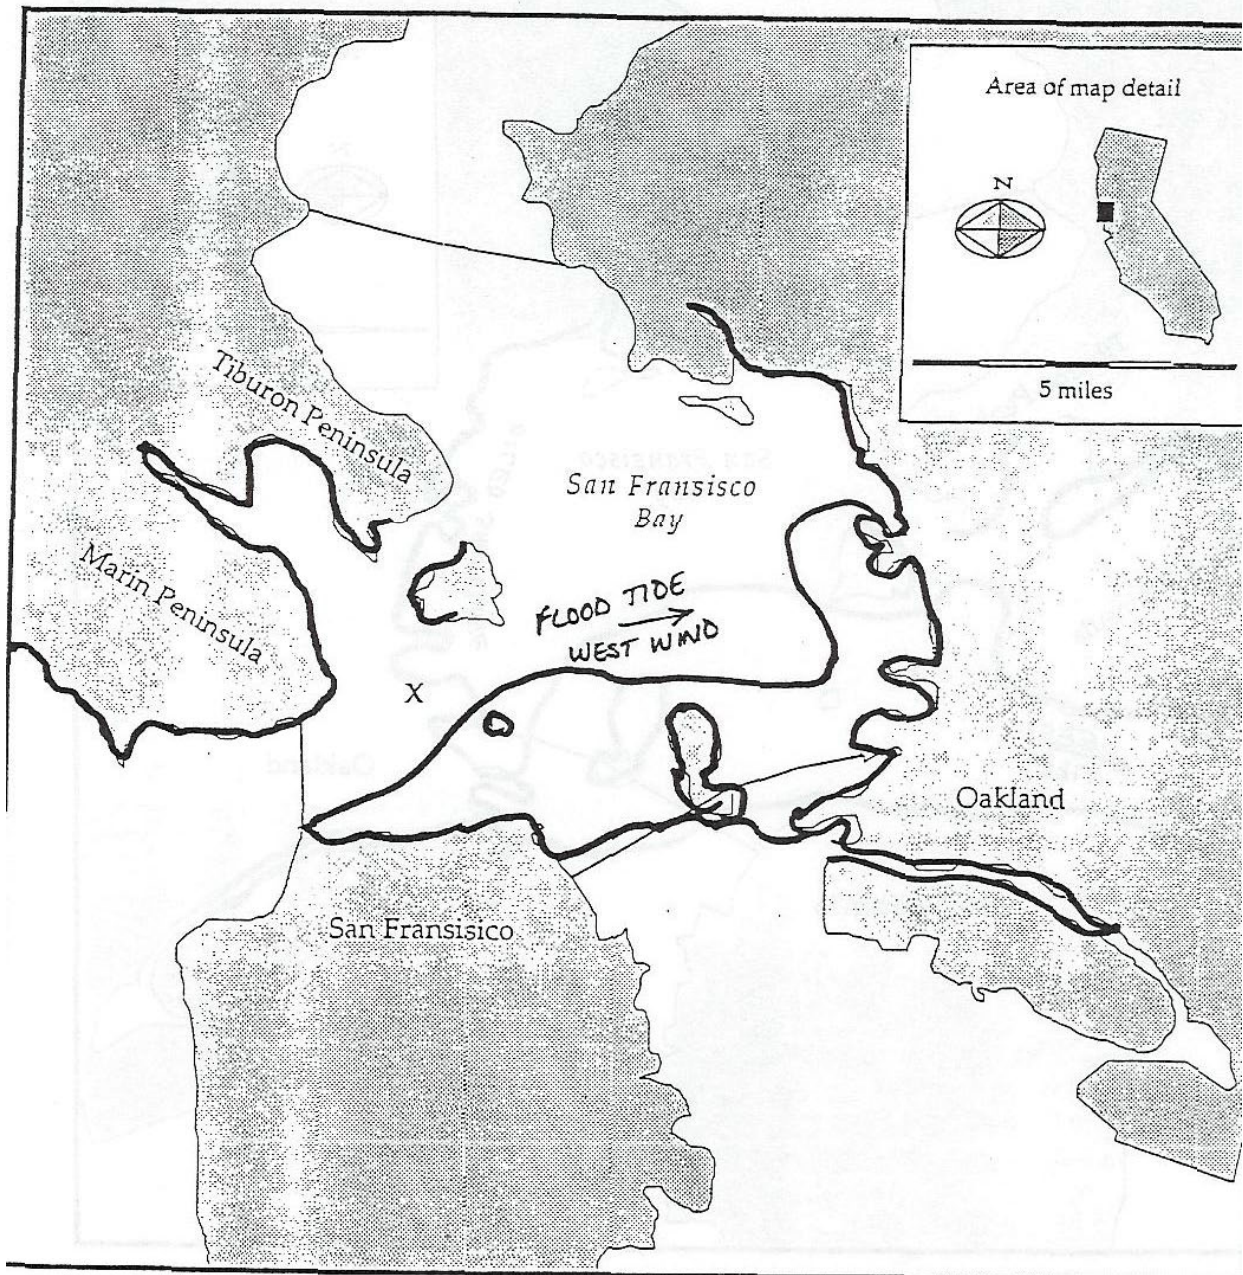 Area of map detail
N
5 miles
Tiburon Peninsula
San Fransisco
Bay
Marin Peninsula
FLOOD TIDE
WEST WIND
X
Oakland
San Fransisico